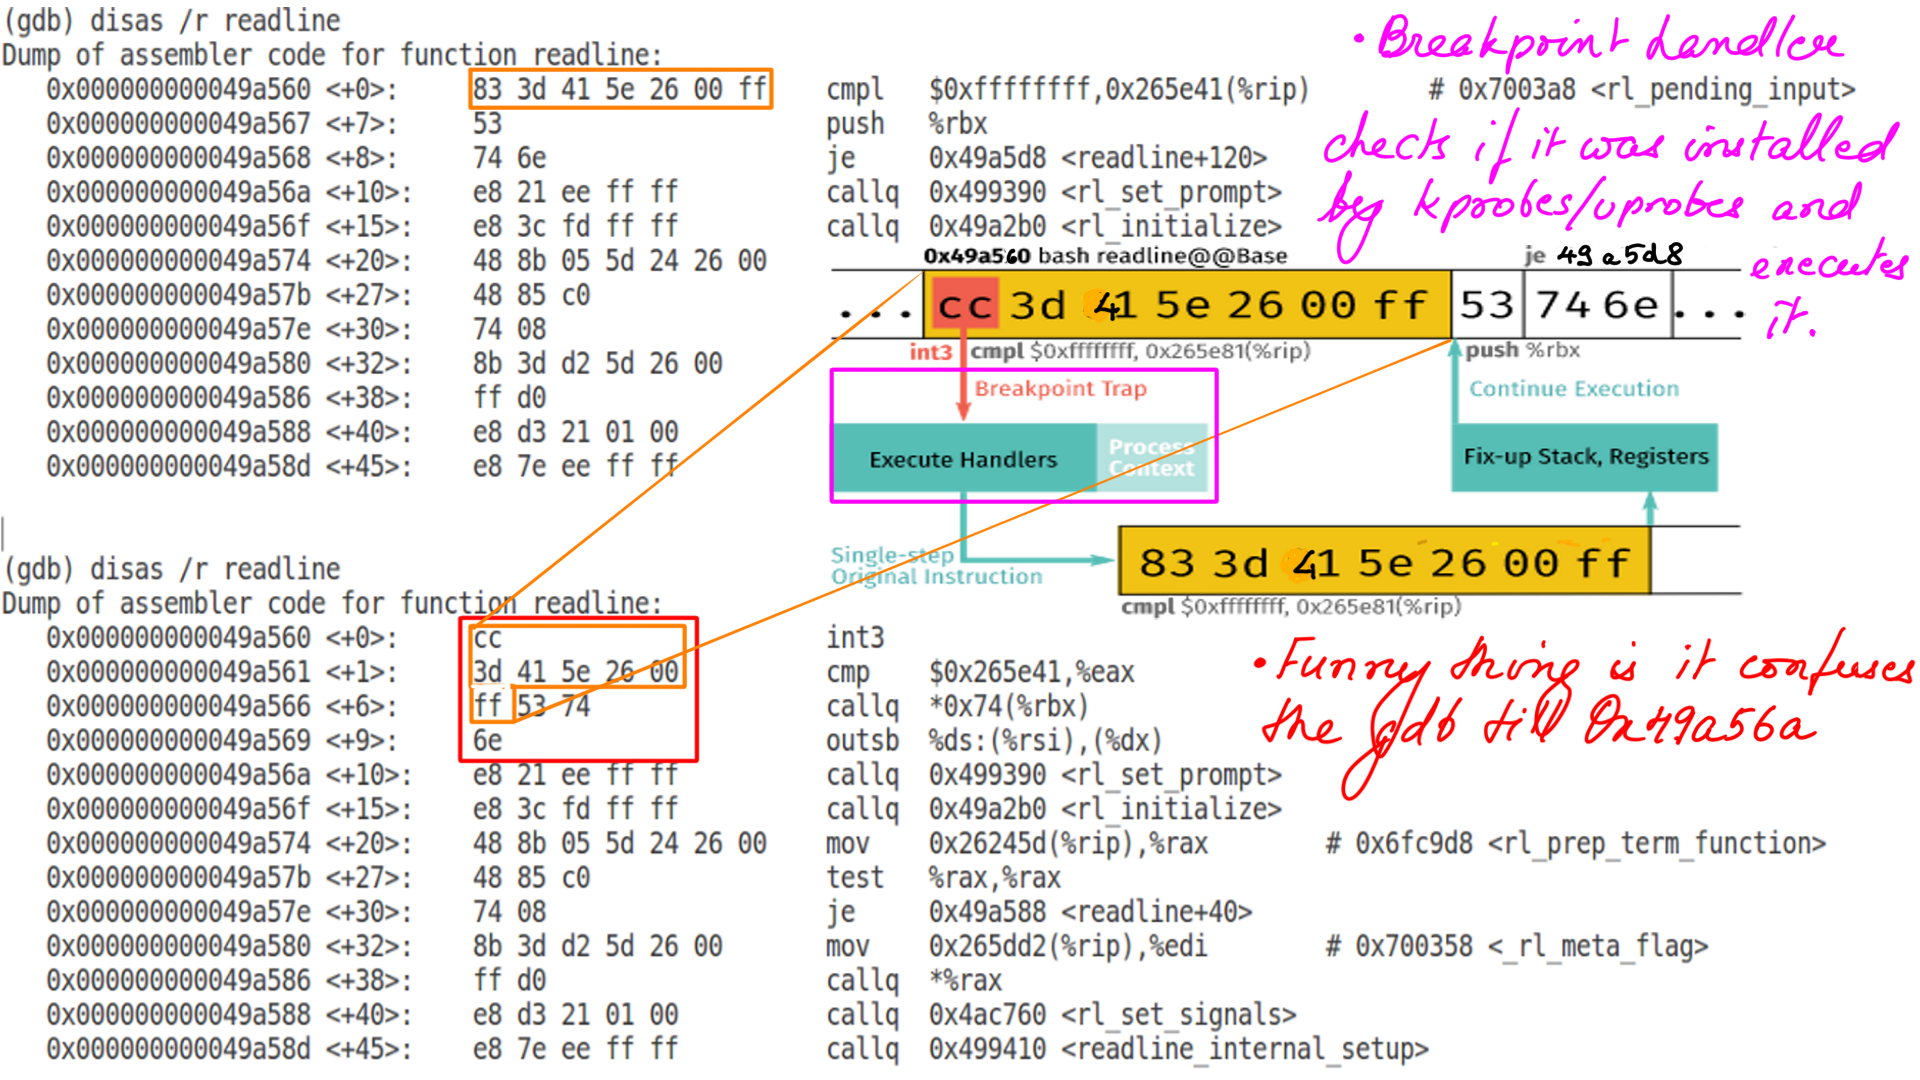 (gdb) disas /r readline
Dump of assembler code for function readline:
0x000000000049a560 <+0>: 83 3d 41 5e 26 00 ff cmpl $0xffffffff,0x265e41(%rip) # 0x7003a8 <rl_pending_input>
0x000000000049a567 <+7>: 53 push %rbx
0x000000000049a568 <+8>: 74 6e je 0x49a5d8 <readline+120>
0x000000000049a56a <+10>: e8 21 ee ff ff callq 0x499390 <rl_set_prompt>
0x000000000049a56f <+15>: e8 3c fd ff ff callq 0x49a2b0 <rl_initialize>
0x000000000049a574 <+20>: 48 8b 05 5d 24 26 00
0x000000000049a57b <+27>: 48 85 c0
0x000000000049a57e <+30>: 74 08
0x000000000049a580 <+32>: 8b 3d d2 5d 26 00
0x000000000049a586 <+38>: ff d0
0x000000000049a588 <+40>: e8 d3 21 01 00
0x000000000049a58d <+45>: e8 7e ee ff ff
• Breakpoint handler
checks if it was installed
by kprobes/uprobes and
executes
it.
0x49a560 bash readline@@Base
je 49a5d8
... cc 3d 41 5e 26 00 ff 53 74 6e ...
int3 cmpl $0xffffffff, 0x265e81(%rip)
push %rbx
Breakpoint Trap
Continue Execution
Execute Handlers
Process
Context
Fix-up Stack, Registers
Single-step
Original Instruction
83 3d 41 5e 26 00 ff
cmpl $0xffffffff, 0x265e81(%rip)
(gdb) disas /r readline
Dump of assembler code for function readline:
0x000000000049a560 <+0>: cc int3
0x000000000049a561 <+1>: 3d 41 5e 26 00 cmp $0x265e41,%eax
0x000000000049a566 <+6>: ff 53 74 callq *0x74(%rbx)
0x000000000049a569 <+9>: 6e outsb %ds:(%rsi),(%dx)
0x000000000049a56a <+10>: e8 21 ee ff ff callq 0x499390 <rl_set_prompt>
0x000000000049a56f <+15>: e8 3c fd ff ff callq 0x49a2b0 <rl_initialize>
0x000000000049a574 <+20>: 48 8b 05 5d 24 26 00 mov 0x26245d(%rip),%rax # 0x6fc9d8 <rl_prep_term_function>
0x000000000049a57b <+27>: 48 85 c0 test %rax,%rax
0x000000000049a57e <+30>: 74 08 je 0x49a588 <readline+40>
0x000000000049a580 <+32>: 8b 3d d2 5d 26 00 mov 0x265dd2(%rip),%edi # 0x700358 <_rl_meta_flag>
0x000000000049a586 <+38>: ff d0 callq *%rax
0x000000000049a588 <+40>: e8 d3 21 01 00 callq 0x4ac760 <rl_set_signals>
0x000000000049a58d <+45>: e8 7e ee ff ff callq 0x499410 <readline_internal_setup>
• Funny thing is it confuses
the gdb till 0x49a56a